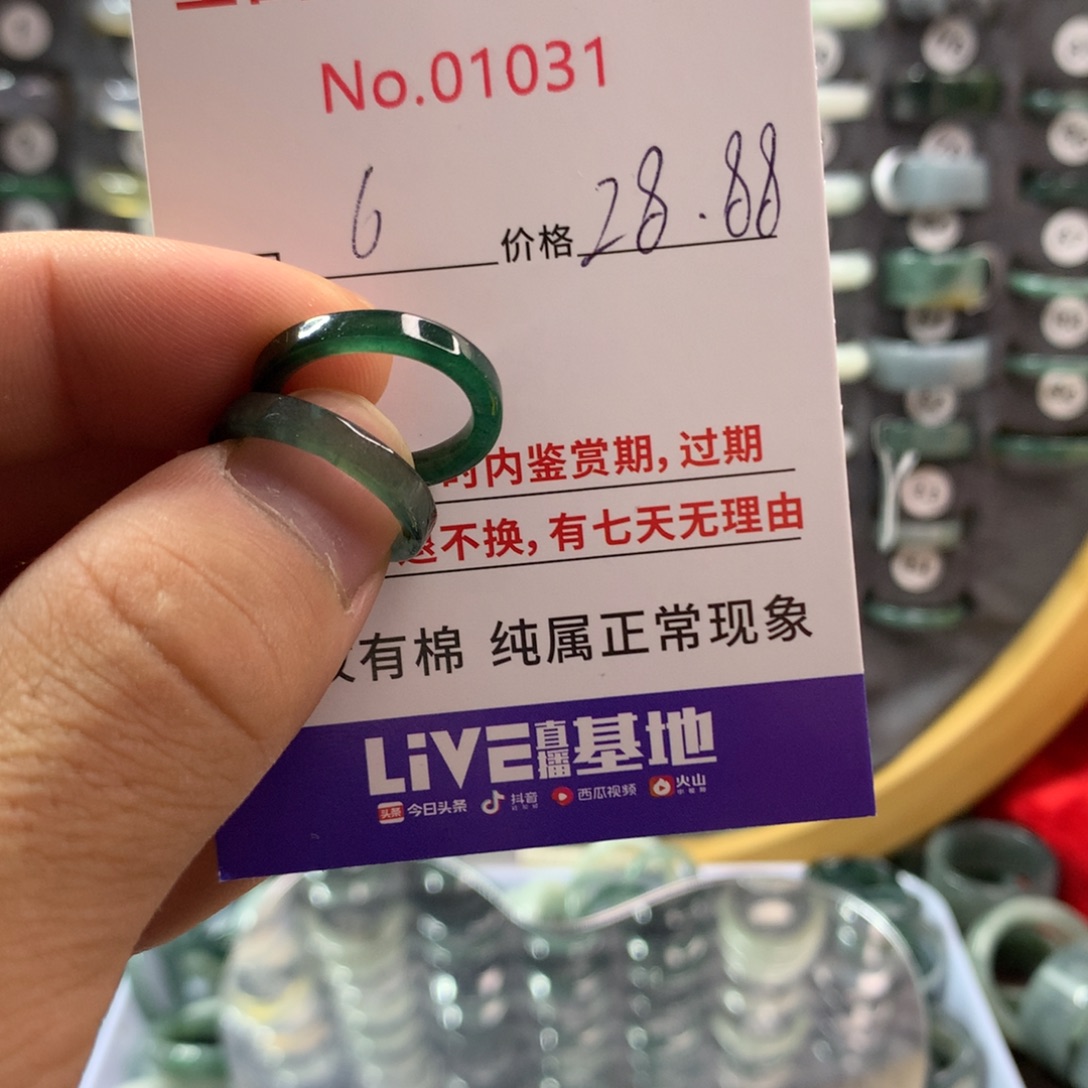 No.01031
6 价格 28.88
时内鉴赏期，过期
退不换，有七天无理由
有棉 纯属正常现象
LiVE直播基地
头条 今日头条 抖音 西瓜视频 火山